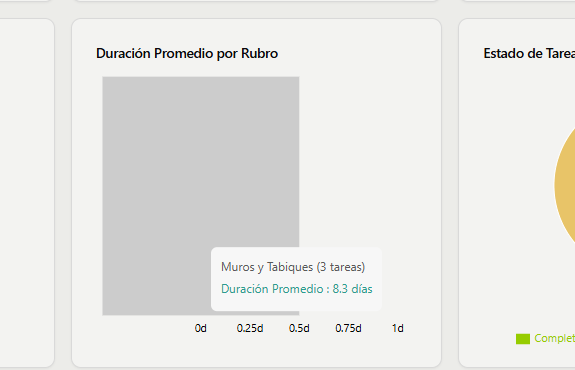 Duración Promedio por Rubro
Estado de Tarea
Muros y Tabiques (3 tareas)
Duración Promedio : 8.3 días
0d 0.25d 0.5d 0.75d 1d
Complet